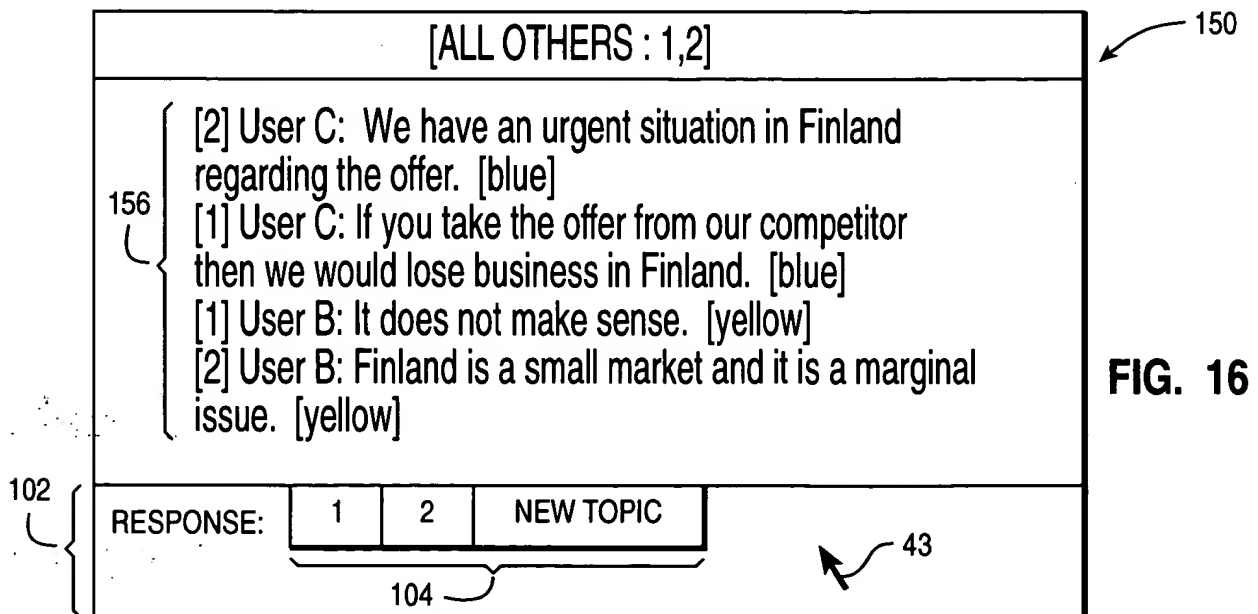 [ALL OTHERS : 1,2]
150
[2] User C: We have an urgent situation in Finland
regarding the offer. [blue]
156
[1] User C: If you take the offer from our competitor
then we would lose business in Finland. [blue]
[1] User B: It does not make sense. [yellow]
[2] User B: Finland is a small market and it is a marginal
issue. [yellow]
FIG. 16
102
RESPONSE: 1 2 NEW TOPIC
43
104